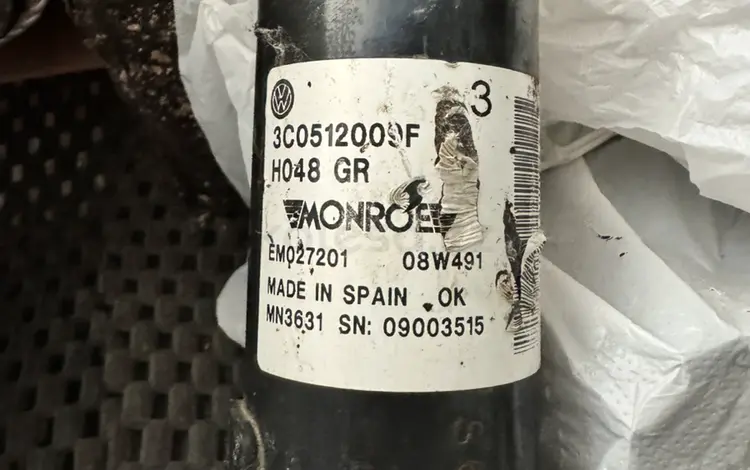 3
3C0512009F
H048 GR
MONROE
EM027201 08W491
MADE IN SPAIN OK
MN3631 SN: 09003515